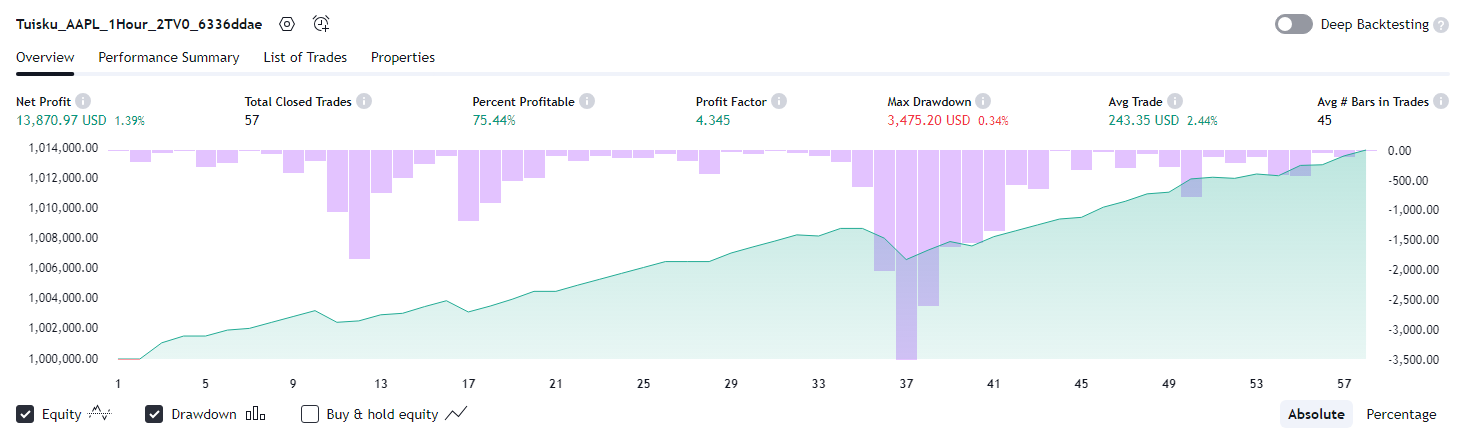 Tuisku_AAPL_1Hour_2TV0_6336ddae
Deep Backtesting ?
Overview Performance Summary List of Trades Properties
Net Profit i Total Closed Trades i Percent Profitable i Profit Factor i Max Drawdown i Avg Trade i Avg # Bars in Trades i
13,870.97 USD 1.39% 57 75.44% 4.345 3,475.20 USD 0.34% 243.35 USD 2.44% 45
1,014,000.00 0.00
1,012,000.00 -500.00
1,010,000.00 -1,000.00
1,008,000.00 -1,500.00
1,006,000.00 -2,000.00
1,004,000.00 -2,500.00
1,002,000.00 -3,000.00
1,000,000.00 -3,500.00
1 5 9 13 17 21 25 29 33 37 41 45 49 53 57
Equity Drawdown Buy & hold equity Absolute Percentage